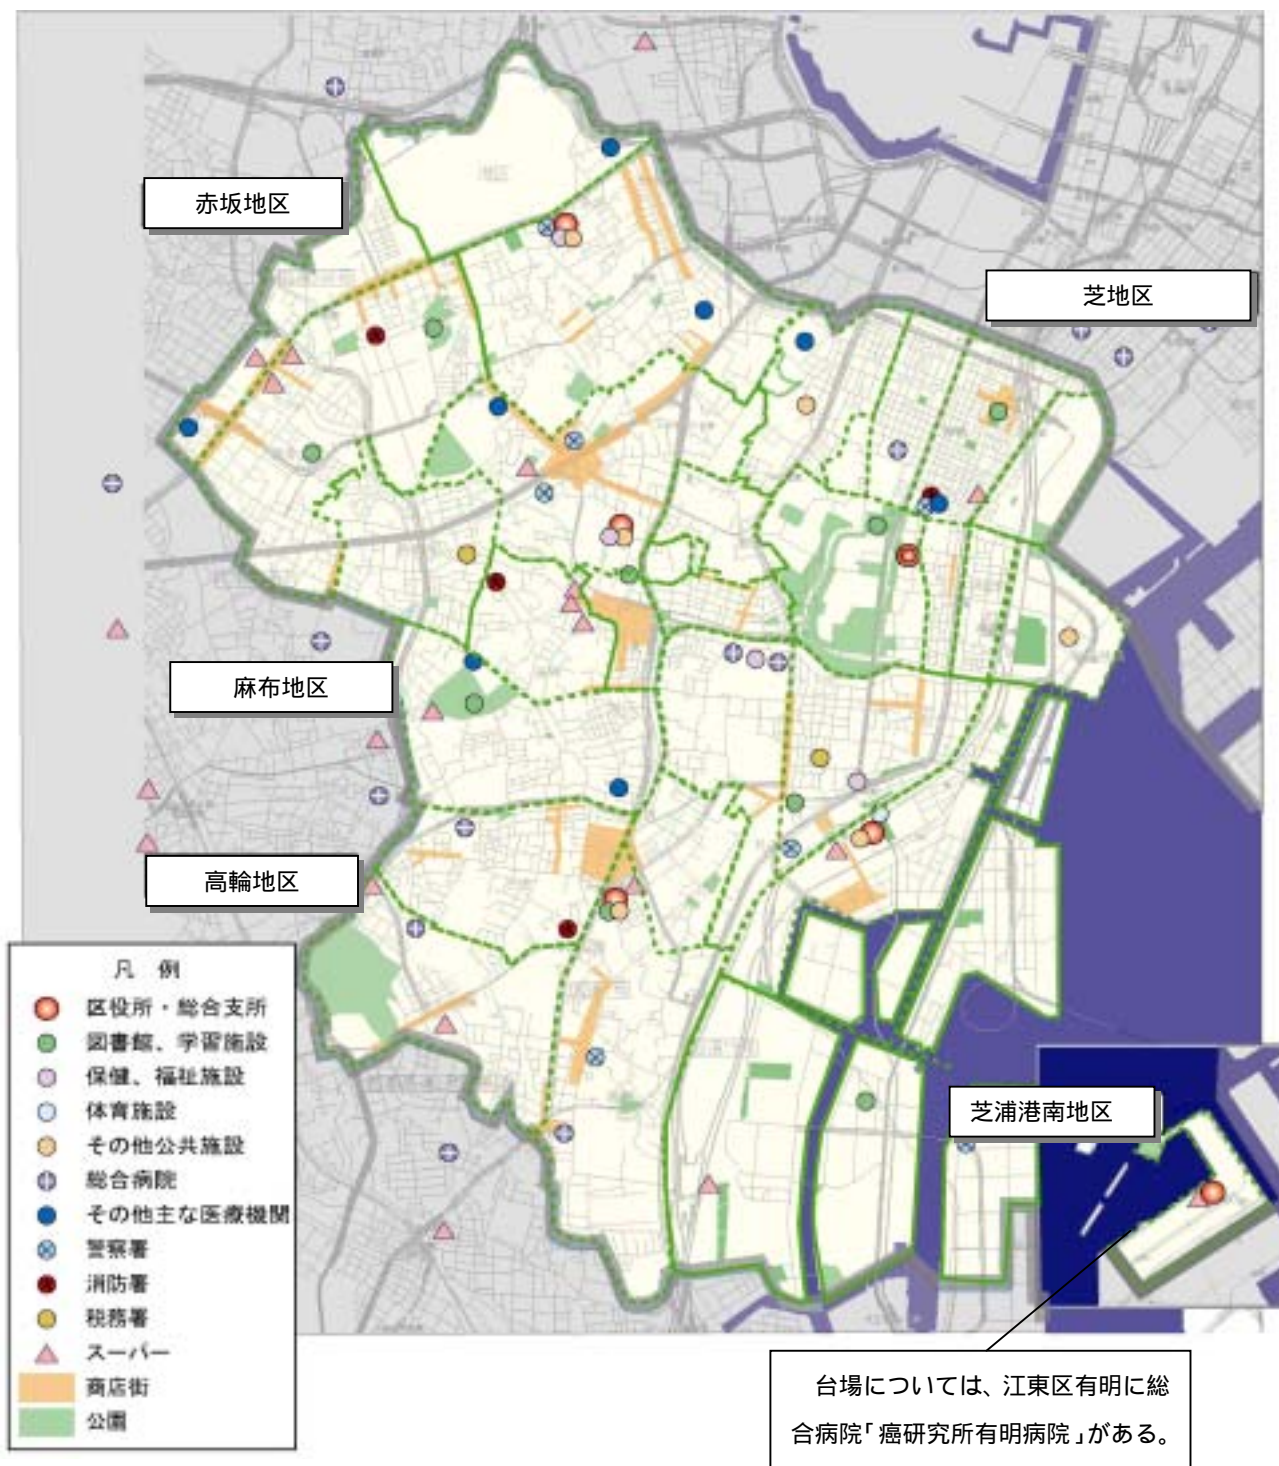 赤坂地区
芝地区
麻布地区
高輪地区
凡 例
区役所・総合支所
図書館、学習施設
保健、福祉施設
体育施設
その他公共施設
総合病院
その他主な医療機関
警察署
消防署
税務署
スーパー
商店街
公園
芝浦港南地区
台場については、江東区有明に総
合病院「癌研究所有明病院」がある。